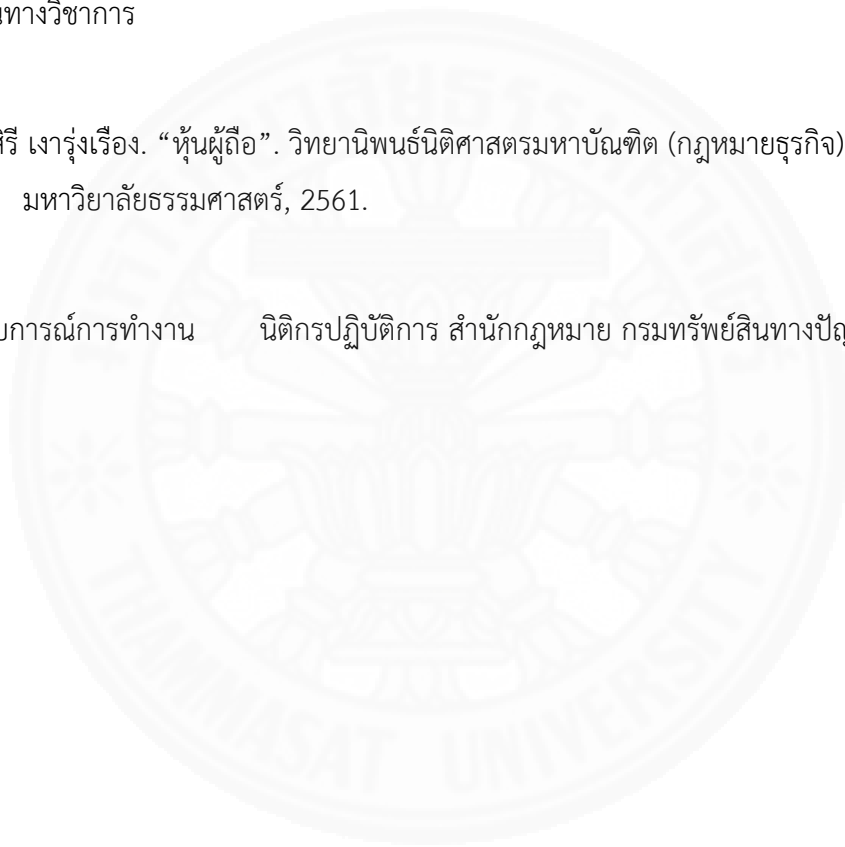 นทางวิชาการ
สิรี เงารุ่งเรือง. “หุ้นผู้ถือ”. วิทยานิพนธ์นิติศาสตรมหาบัณฑิต (กฎหมายธุรกิจ)
มหาวิยาลัยธรรมศาสตร์, 2561.
บการณ์การทำงาน นิติกรปฏิบัติการ สำนักกฎหมาย กรมทรัพย์สินทางปัญ
THAMMASAT UNIVERSITY